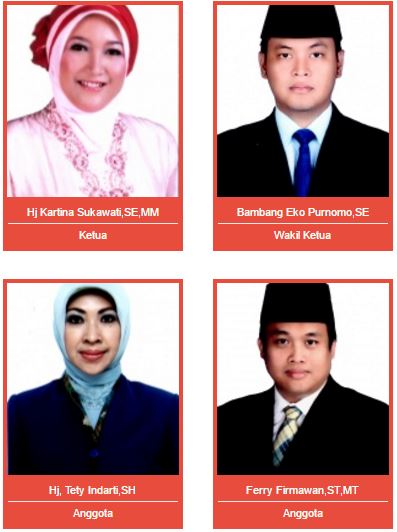 Hj Kartina Sukawati,SE,MM
Ketua
Bambang Eko Purnomo,SE
Wakil Ketua
Hj, Tety Indarti,SH
Anggota
Ferry Firmawan,ST,MT
Anggota